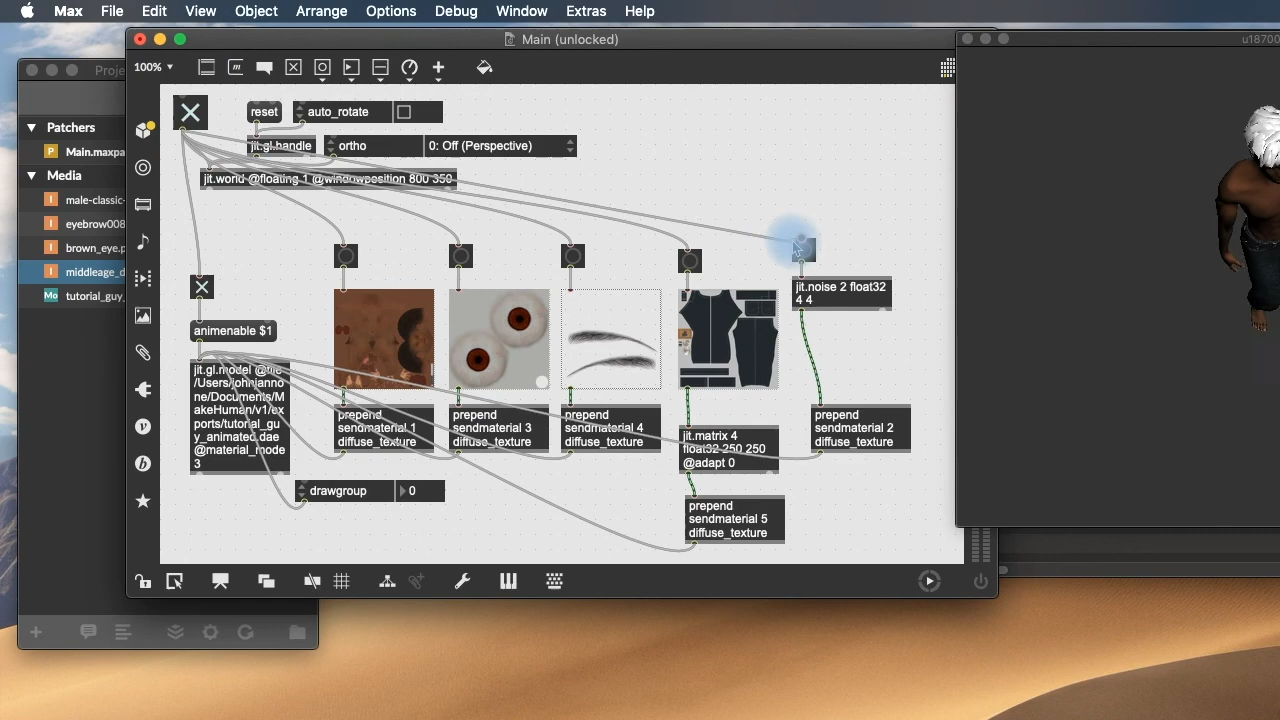 Max File Edit View Object Arrange Options Debug Window Extras Help
Main (unlocked)
u18700
Proje
100%
Patchers
Main.maxpa
Media
male-classic-
eyebrow008
brown_eye.p
middleage_d
tutorial_guy_
reset
auto_rotate
jit.gl.handle
ortho
0: Off (Perspective)
jit.world @floating 1 @windowposition 800 350
jit.noise 2 float32
4 4
animenable $1
jit.gl.model @file
/Users/johnianno
ne/Documents/M
akeHuman/v1/ex
ports/tutorial_gu
y_animated.dae
@material_mode
3
prepend
sendmaterial 1
diffuse_texture
prepend
sendmaterial 3
diffuse_texture
prepend
sendmaterial 4
diffuse_texture
jit.matrix 4
float32 250 250
@adapt 0
prepend
sendmaterial 2
diffuse_texture
drawgroup
0
prepend
sendmaterial 5
diffuse_texture